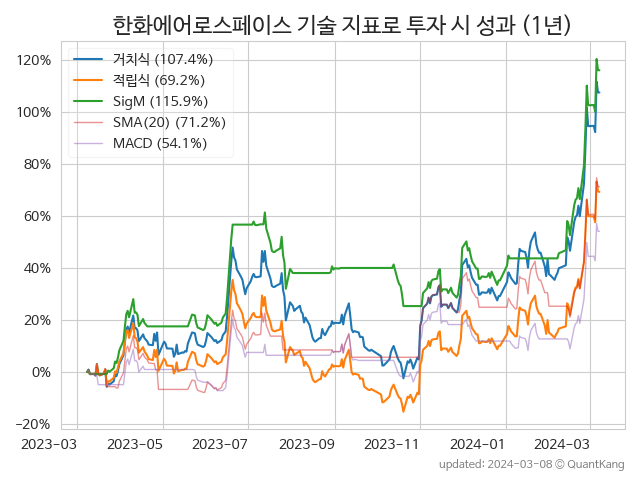 한화에어로스페이스 기술 지표로 투자 시 성과 (1년)
거치식 (107.4%)
적립식 (69.2%)
SigM (115.9%)
SMA(20) (71.2%)
MACD (54.1%)
120%
100%
80%
60%
40%
20%
0%
−20%
2023-03 2023-05 2023-07 2023-09 2023-11 2024-01 2024-03
updated: 2024-03-08 © QuantKang